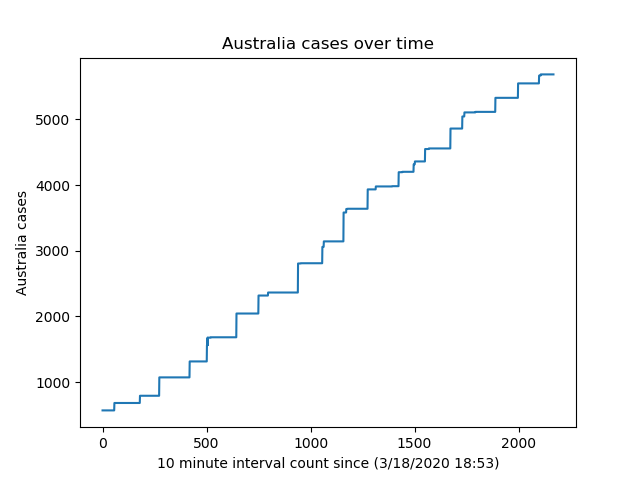 Australia cases over time
Australia cases
5000
4000
3000
2000
1000
0 500 1000 1500 2000
10 minute interval count since (3/18/2020 18:53)